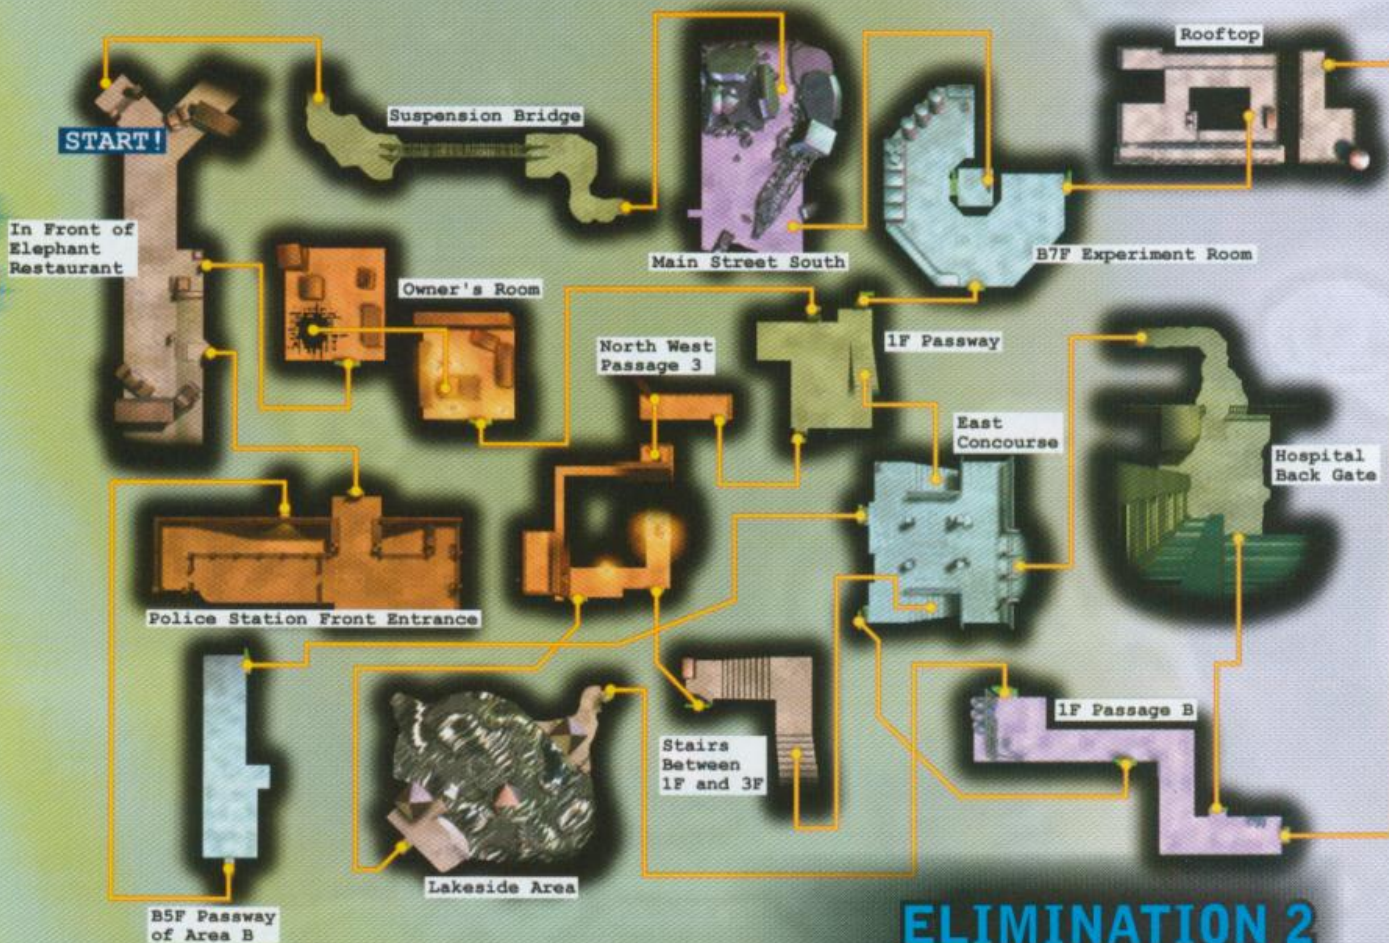 Rooftop
Suspension Bridge
START!
In Front of
Elephant
Restaurant
Main Street South
B7F Experiment Room
Owner's Room
North West
Passage 3
1F Passway
East
Concourse
Hospital
Back Gate
Police Station Front Entrance
Stairs
Between
1F and 3F
1F Passage B
Lakeside Area
B5F Passway
of Area B
ELIMINATION 2